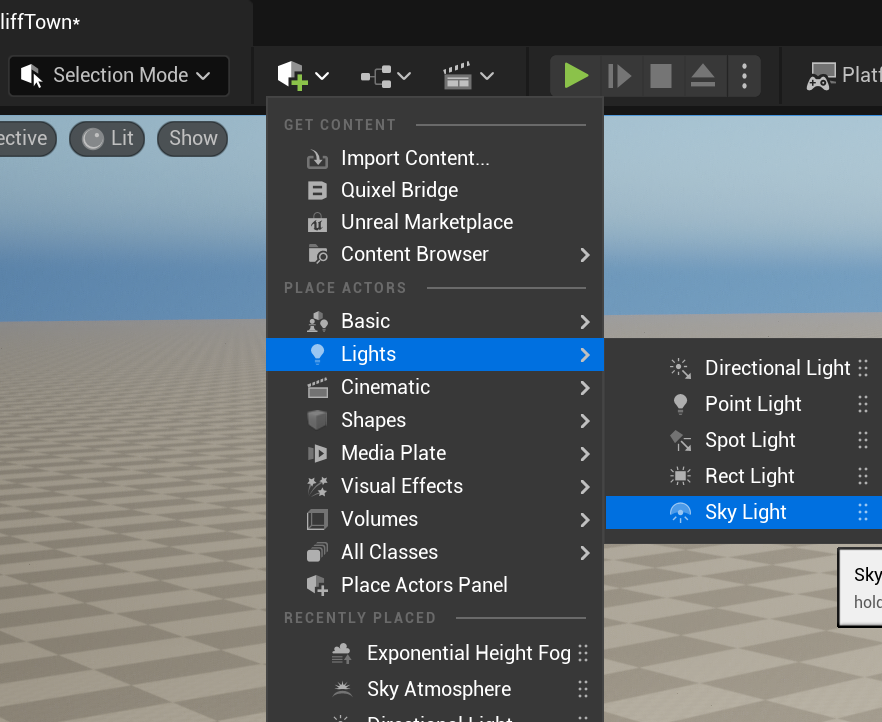 liffTown*
Selection Mode
Platf
ective
Lit
Show
GET CONTENT
Import Content...
Quixel Bridge
Unreal Marketplace
Content Browser
PLACE ACTORS
Basic
Lights
Cinematic
Shapes
Media Plate
Visual Effects
Volumes
All Classes
Place Actors Panel
RECENTLY PLACED
Exponential Height Fog
Sky Atmosphere
Directional Light
Directional Light
Point Light
Spot Light
Rect Light
Sky Light
Sky
hold